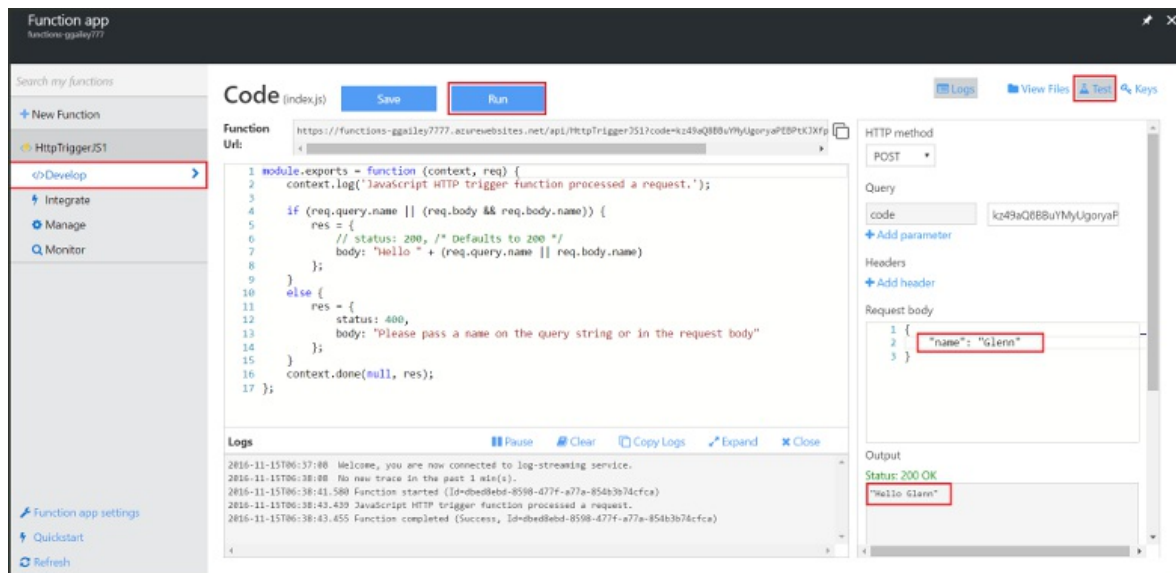 Function app
functions-ggailey777
Search my functions
New Function
HttpTriggerJS1
</>Develop
Integrate
Manage
Monitor
Function app settings
Quickstart
Refresh
Code (index.js) Save Run
Logs View Files Test Keys
Function Url:
https://functions-ggailey7777.azurewebsites.net/api/HttpTriggerJS1?code=
1 module.exports = function (context, req) {
2 context.log('JavaScript HTTP trigger function processed a request.');
3
4 if (req.query.name || (req.body && req.body.name)) {
5 res = {
6 // status: 200, /* Defaults to 200 */
7 body: "Hello " + (req.query.name || req.body.name)
8 };
9 }
10 else {
11 res = {
12 status: 400,
13 body: "Please pass a name on the query string or in the request body"
14 };
15 }
16 context.done(null, res);
17 };
Logs Pause Clear Copy Logs Expand Close
2016-11-15T06:37:08 Welcome, you are now connected to log-streaming service.
2016-11-15T06:38:08 No new trace in the past 1 min(s).
2016-11-15T06:38:41.580 Function started (Id=dbed8ebd-8598-477f-a77a-854b3b74cfca)
2016-11-15T06:38:43.439 JavaScript HTTP trigger function processed a request.
2016-11-15T06:38:43.455 Function completed (Success, Id=dbed8ebd-8598-477f-a77a-854b3b74cfca)
HTTP method
POST
Query
code
Add parameter
Headers
Add header
Request body
1 {
2 "name": "Glenn"
3 }
Output
Status: 200 OK
"Hello Glenn"